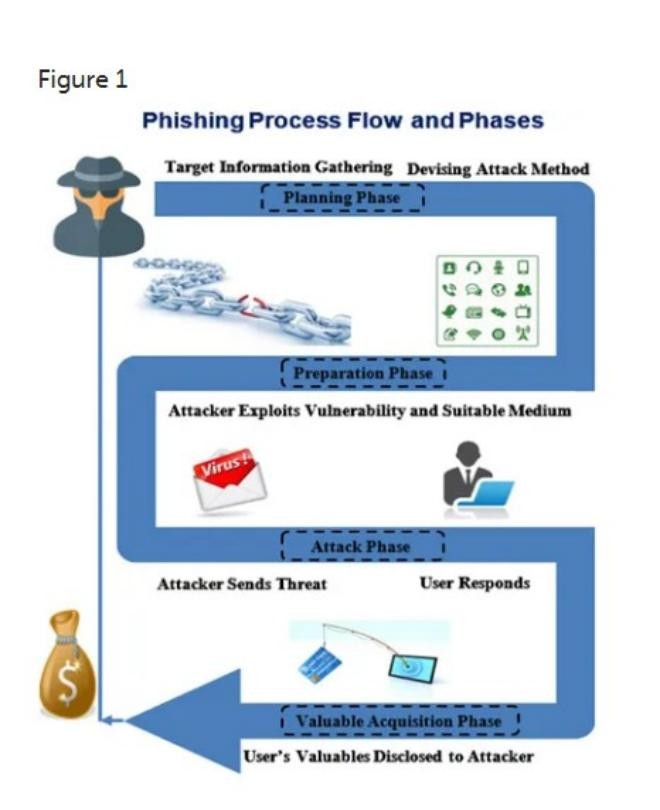 Figure 1
Phishing Process Flow and Phases
Target Information Gathering Devising Attack Method
Planning Phase
Preparation Phase
Attacker Exploits Vulnerability and Suitable Medium
Virus!
Attack Phase
Attacker Sends Threat User Responds
$
Valuable Acquisition Phase
User's Valuables Disclosed to Attacker